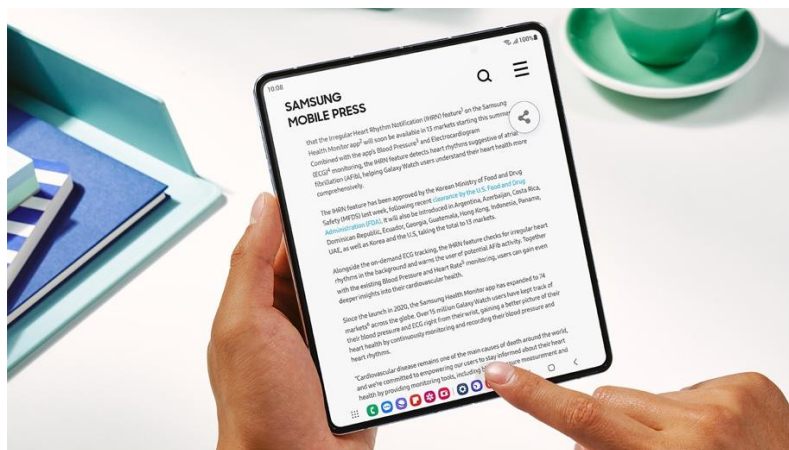 10:08
100%
SAMSUNG
MOBILE PRESS
that the Irregular Heart Rhythm Notification (IHRN) feature¹ on the Samsung
Health Monitor app² will soon be available in 13 markets starting this summer.
Combined with the app's Blood Pressure³ and Electrocardiogram
(ECG)⁴ monitoring, the IHRN feature detects heart rhythms suggestive of atrial
fibrillation (AFib), helping Galaxy Watch users understand their heart health more
comprehensively.
The IHRN feature has been approved by the Korean Ministry of Food and Drug
Safety (MFDS) last week, following recent clearance by the U.S. Food and Drug
Administration (FDA). It will also be introduced in Argentina, Azerbaijan, Costa Rica,
Dominican Republic, Ecuador, Georgia, Guatemala, Hong Kong, Indonesia, Panama,
UAE, as well as Korea and the U.S, taking the total to 13 markets.
Alongside the on-demand ECG tracking, the IHRN feature checks for irregular heart
rhythms in the background and warns the user of potential AFib activity. Together
with the existing Blood Pressure and Heart Rate⁵ monitoring, users can gain even
deeper insights into their cardiovascular health.
Since the launch in 2020, the Samsung Health Monitor app has expanded to 74
markets⁶ across the globe. Over 15 million Galaxy Watch users have kept track of
their blood pressure and ECG right from their wrist, gaining a better picture of their
heart health by continuously monitoring and recording their blood pressure and
heart rhythms.
"Cardiovascular disease remains one of the main causes of death around the world,
and we're committed to empowering our users to stay informed about their heart
health by providing monitoring tools, including measurement and